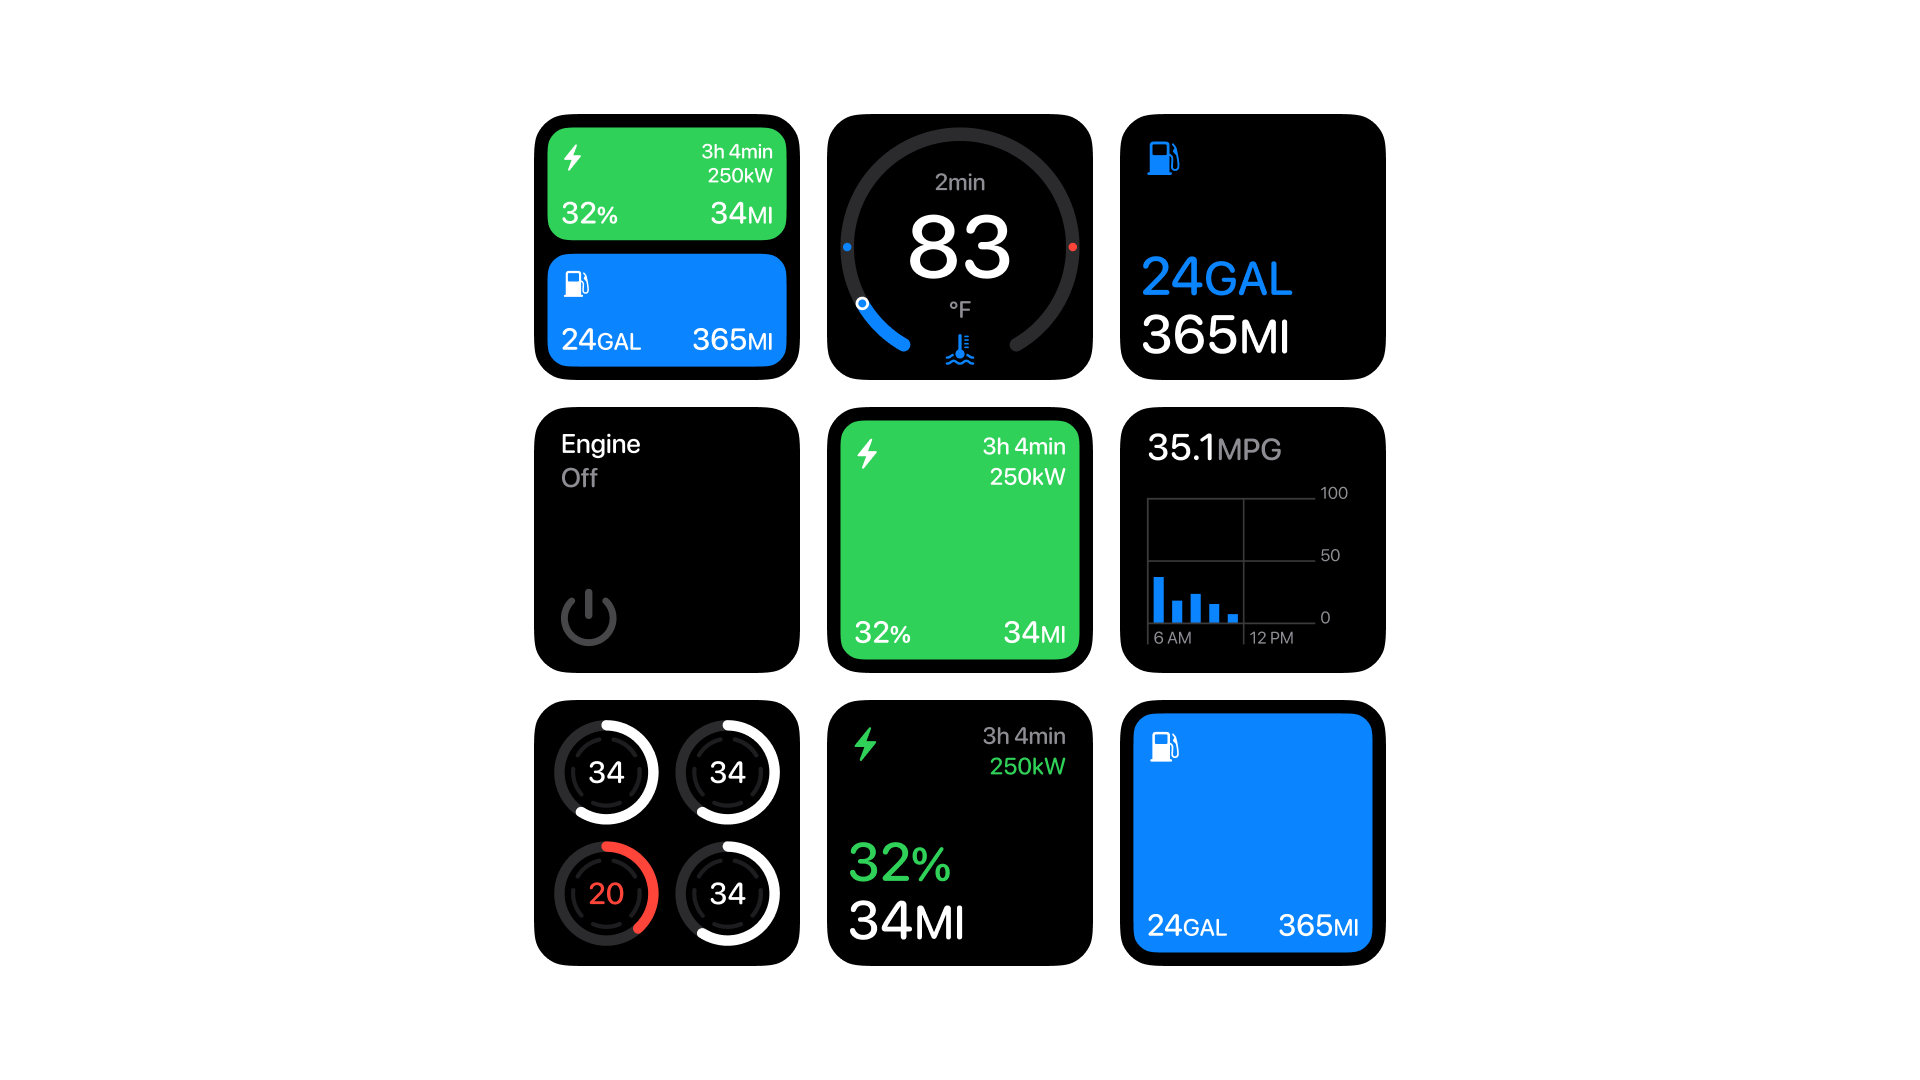 3h 4min
250kW
32% 34MI
24GAL 365MI
2min
83
°F
24GAL
365MI
Engine
Off
3h 4min
250kW
32% 34MI
35.1MPG
100
50
0
6 AM 12 PM
34 34
20 34
3h 4min
250kW
32%
34MI
24GAL 365MI